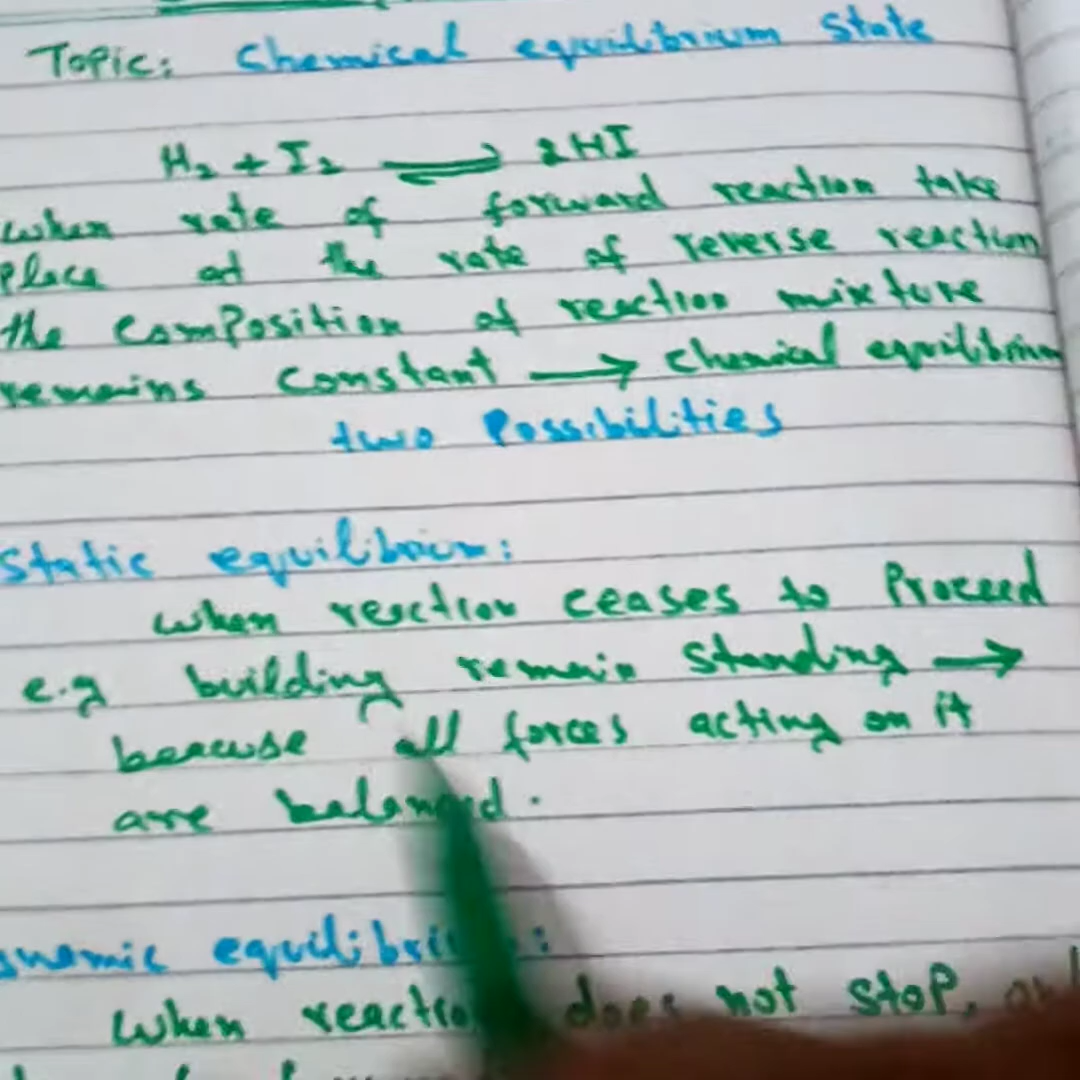 Topic: Chemical equilibrium State
H₂ + I₂ ⇌ 2HI
when rate of forward reaction take
place at the rate of reverse reaction
the composition of reaction mixture
remains constant → chemical equilibrium
two Possibilities
Static equilibrium:
when reaction ceases to Proceed
e.g building remain standing →
because all forces acting on it
are balanced.
equilibri :
when reactio does not stop,